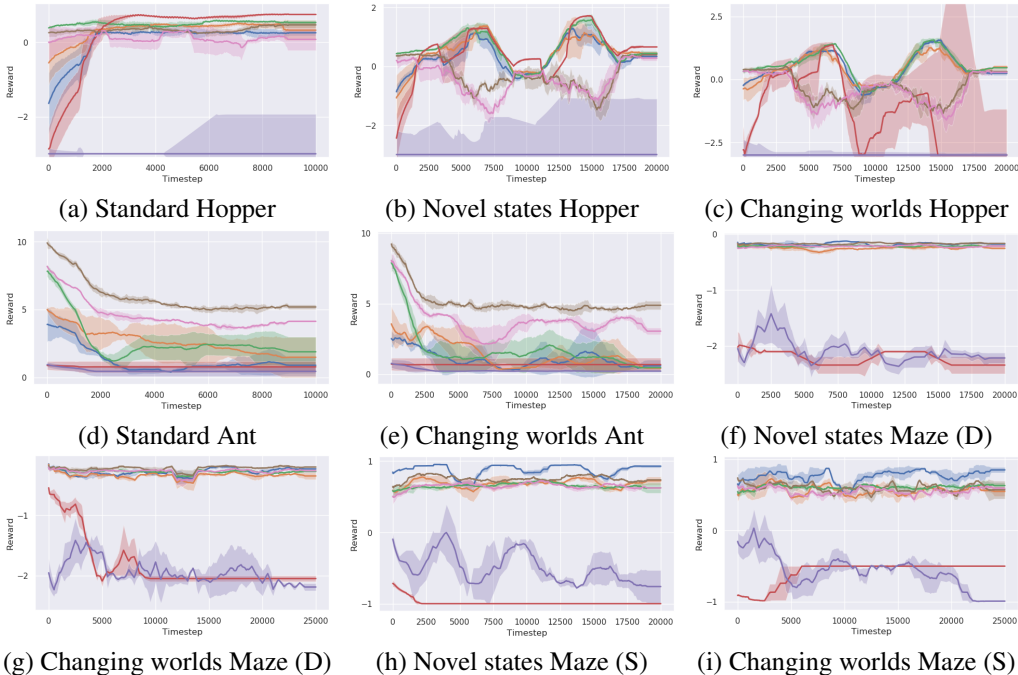 0
−2
Reward
0 2000 4000 6000 8000 10000
Timestep
(a) Standard Hopper
2
0
−2
Reward
0 2500 5000 7500 10000 12500 15000 17500 20000
Timestep
(b) Novel states Hopper
2.5
0.0
−2.5
Reward
0 2500 5000 7500 10000 12500 15000 17500 20000
Timestep
(c) Changing worlds Hopper
10
5
0
Reward
0 2000 4000 6000 8000 10000
Timestep
(d) Standard Ant
10
5
0
Reward
0 2500 5000 7500 10000 12500 15000 17500 20000
Timestep
(e) Changing worlds Ant
0
−1
−2
Reward
0 2500 5000 7500 10000 12500 15000 17500 20000
Timestep
(f) Novel states Maze (D)
−1
−2
Reward
0 5000 10000 15000 20000 25000
Timestep
(g) Changing worlds Maze (D)
1
0
−1
Reward
0 2500 5000 7500 10000 12500 15000 17500 20000
Timestep
(h) Novel states Maze (S)
1
0
−1
Reward
0 5000 10000 15000 20000 25000
Timestep
(i) Changing worlds Maze (S)